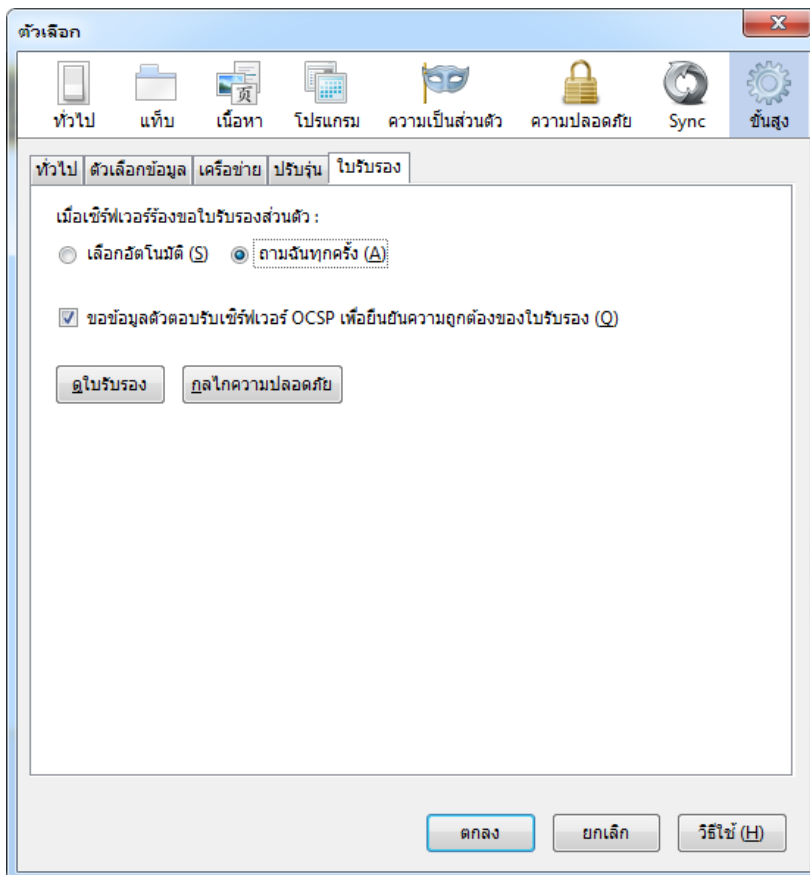 ตัวเลือก
ทั่วไป แท็บ เนื้อหา โปรแกรม ความเป็นส่วนตัว ความปลอดภัย Sync ขั้นสูง
页
ทั่วไป ตัวเลือกข้อมูล เครือข่าย ปรับรุ่น ใบรับรอง
เมื่อเซิร์ฟเวอร์ร้องขอใบรับรองส่วนตัว :
เลือกอัตโนมัติ (S) ถามฉันทุกครั้ง (A)
ขอข้อมูลตัวตอบรับเซิร์ฟเวอร์ OCSP เพื่อยืนยันความถูกต้องของใบรับรอง (Q)
ดูใบรับรอง กลไกความปลอดภัย
ตกลง ยกเลิก วิธีใช้ (H)